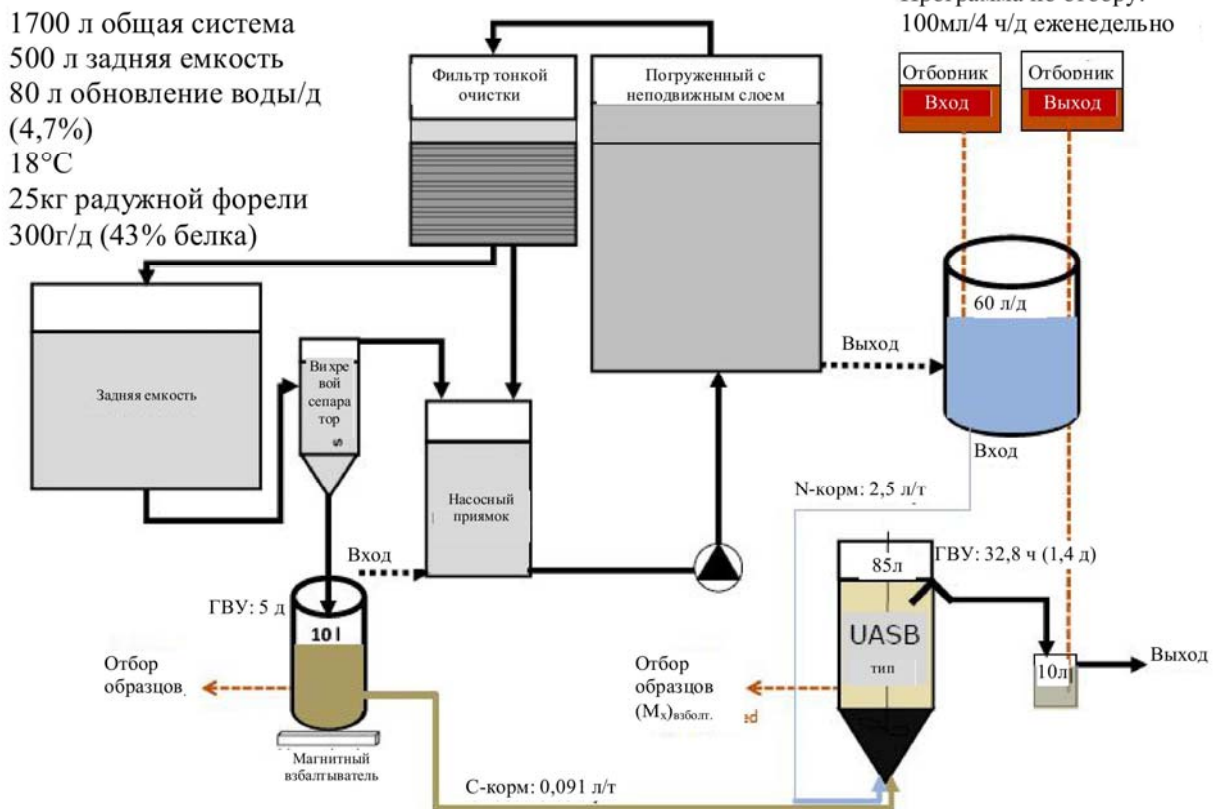 1700 л общая система
500 л задняя емкость
80 л обновление воды/д
(4,7%)
18°C
25кг радужной форели
300г/д (43% белка)
Фильтр тонкой
очистки
Погруженный с
неподвижным слоем
100мл/4 ч/д еженедельно
Отборник
Вход
Отборник
Выход
60 л/д
Выход
Вход
Задняя емкость
Вихре
вой
сепара
тор
s
Насосный
приямок
Вход
ГВУ: 5 д
10 l
Отбор
образцов
Магнитный
взбалтыватель
C-корм: 0,091 л/т
N-корм: 2,5 л/т
85л
ГВУ: 32,8 ч (1,4 д)
UASB
тип
Отбор
образцов
(Mx)взболт.
ed
10л
Выход